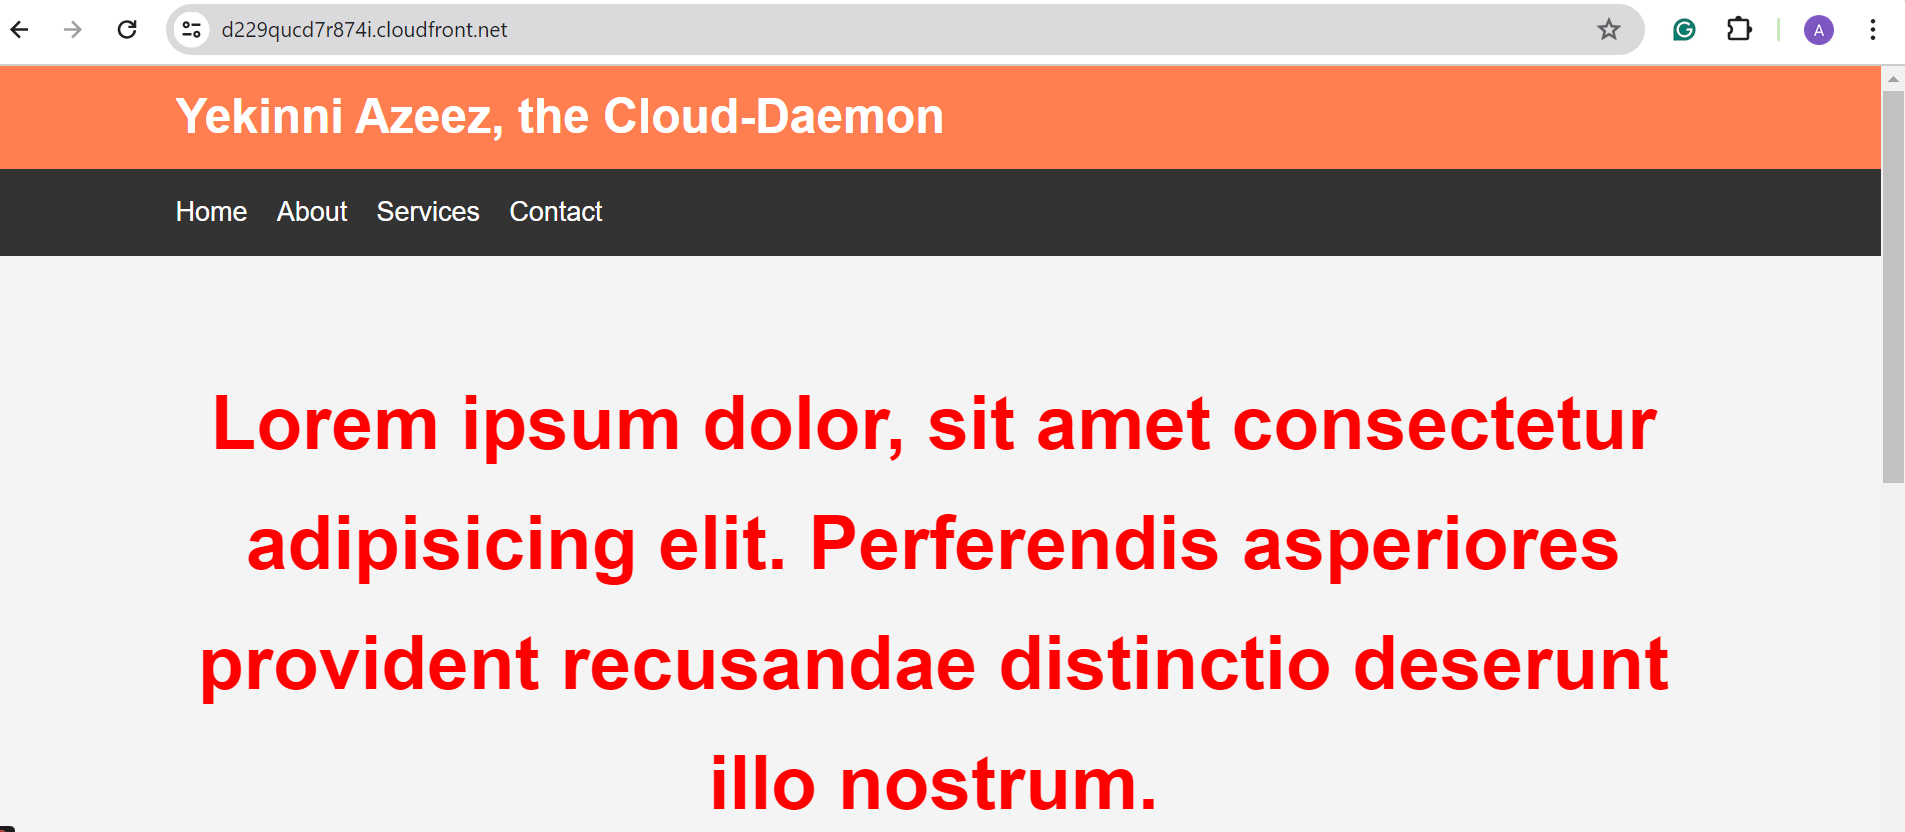 d229qucd7r874i.cloudfront.net
A
Yekinni Azeez, the Cloud-Daemon
Home About Services Contact
Lorem ipsum dolor, sit amet consectetur
adipisicing elit. Perferendis asperiores
provident recusandae distinctio deserunt
illo nostrum.